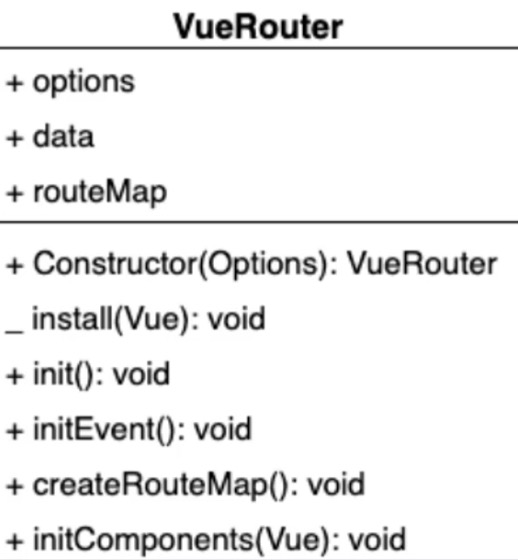 VueRouter
+ options
+ data
+ routeMap
+ Constructor(Options): VueRouter
_ install(Vue): void
+ init(): void
+ initEvent(): void
+ createRouteMap(): void
+ initComponents(Vue): void